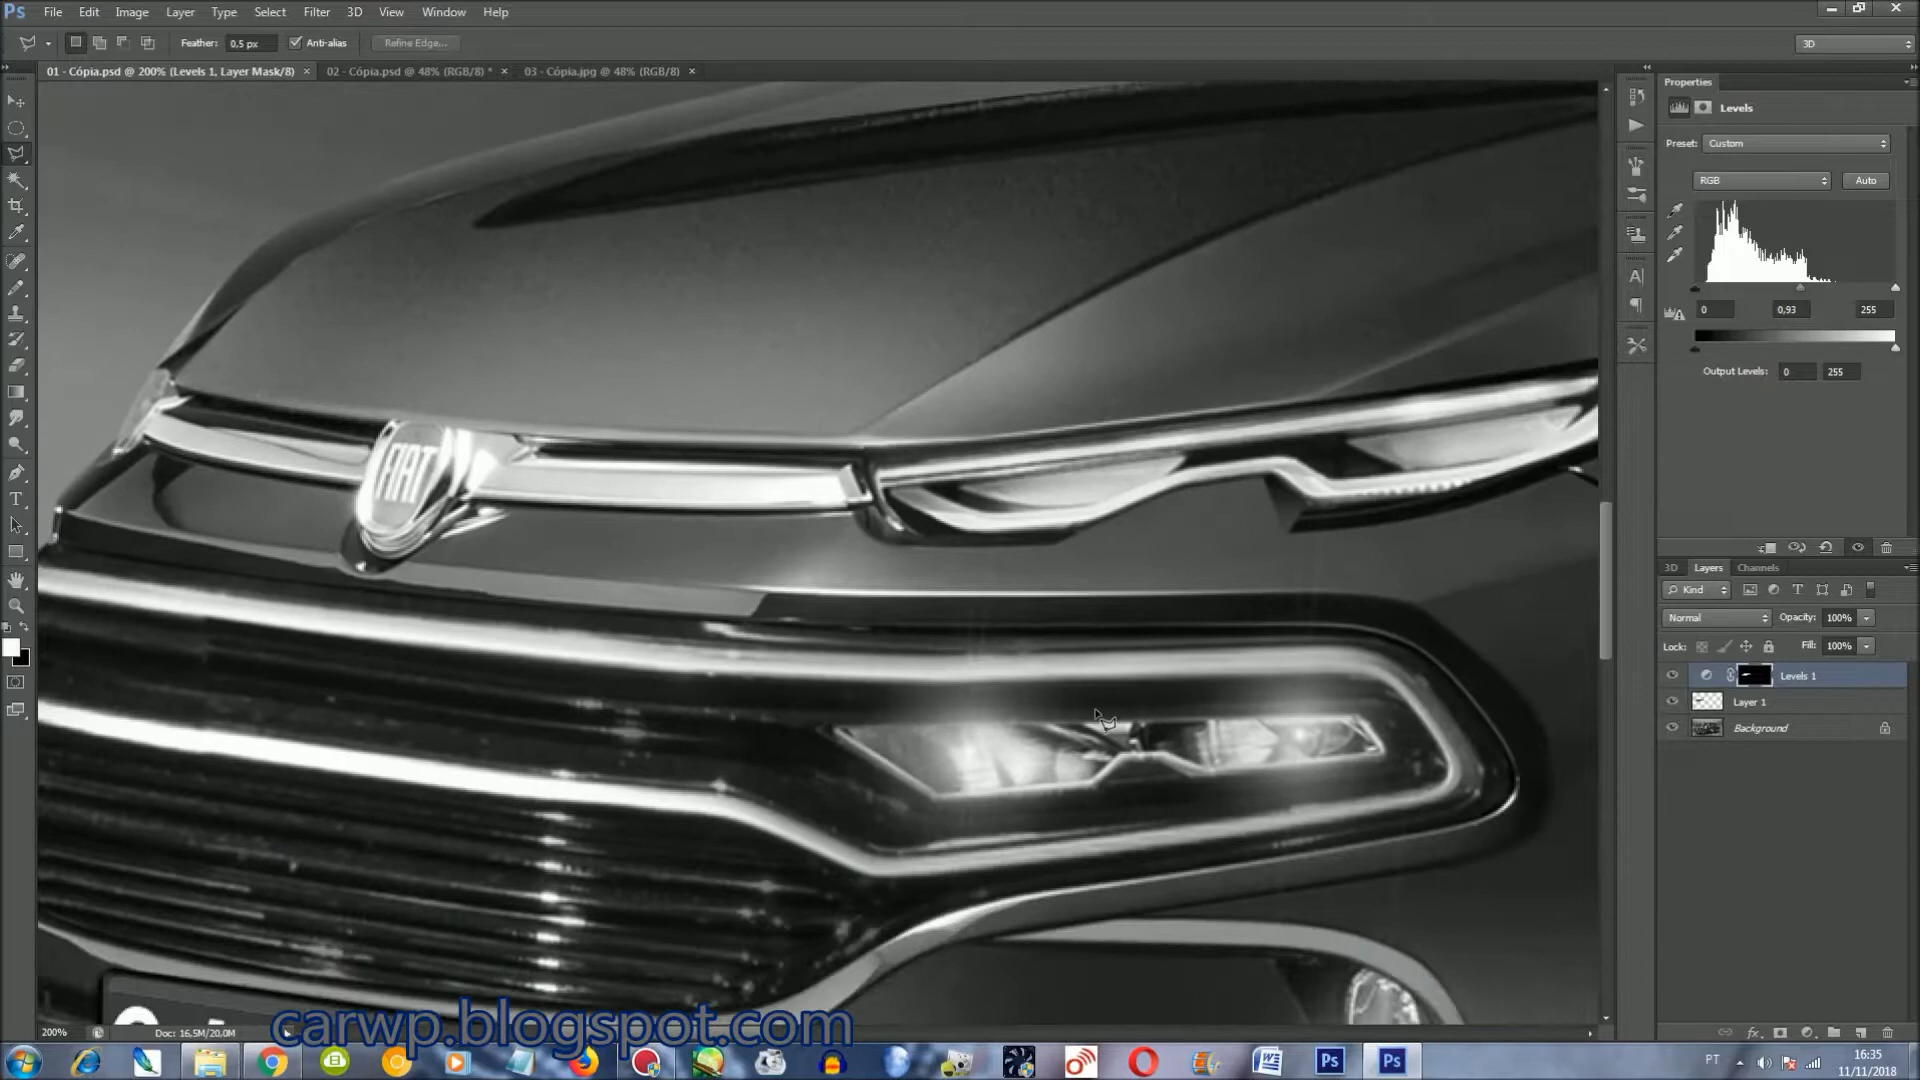 Ps File Edit Image Layer Type Select Filter 3D View Window Help
Feather: 0,5 px Anti-alias Refine Edge... 3D
01 - Cópia.psd @ 200% (Levels 1, Layer Mask/8) × 02 - Cópia.psd @ 48% (RGB/8) * × 03 - Cópia.jpg @ 48% (RGB/8) ×
Properties
Levels
Preset: Custom
RGB Auto
0 0,93 255
Output Levels: 0 255
FIAT
3D Layers Channels
Kind
Normal Opacity: 100%
Lock: Fill: 100%
Levels 1
Layer 1
Background
200% Doc: 16,5M/20,0M
carwp.blogspot.com
PT 16:35
11/11/2018